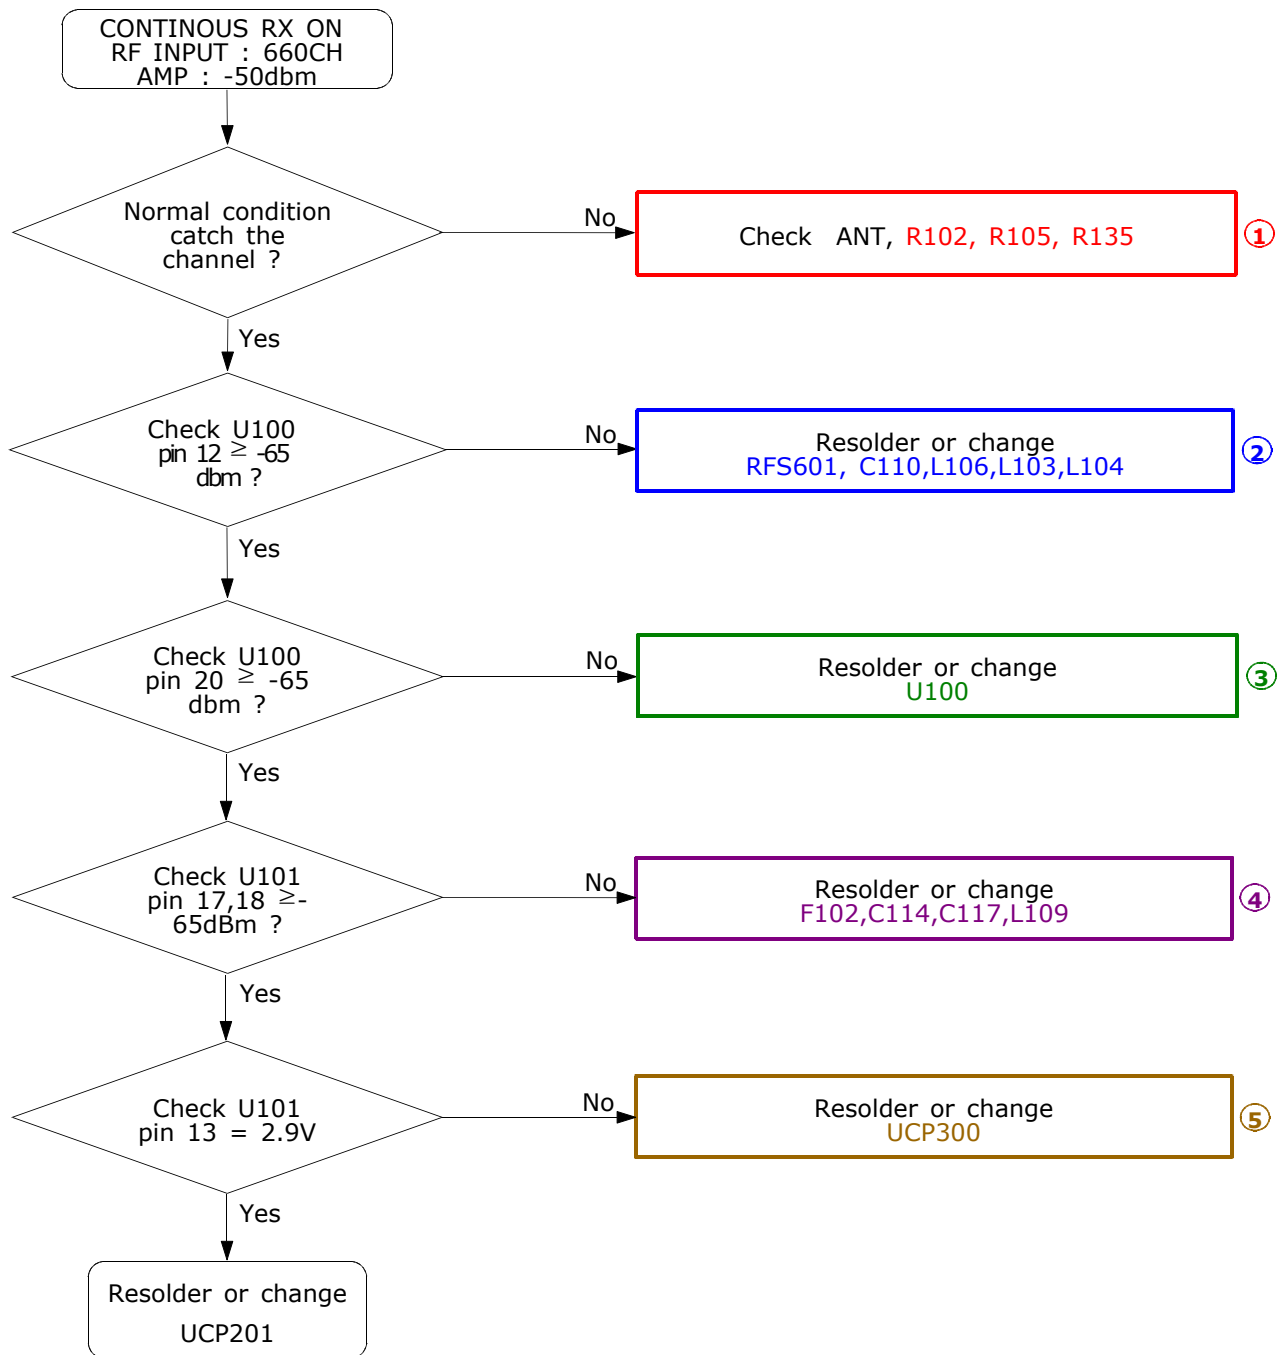 CONTINOUS RX ON
RF INPUT : 660CH
AMP : -50dbm
Normal condition
catch the
channel ?
No
Check ANT, R102, R105, R135
1
Yes
Check U100
pin 12 ≥ -65
dbm ?
No
Resolder or change
RFS601, C110,L106,L103,L104
2
Yes
Check U100
pin 20 ≥ -65
dbm ?
No
Resolder or change
U100
3
Yes
Check U101
pin 17,18 ≥-
65dBm ?
No
Resolder or change
F102,C114,C117,L109
4
Yes
Check U101
pin 13 = 2.9V
No
Resolder or change
UCP300
5
Yes
Resolder or change
UCP201